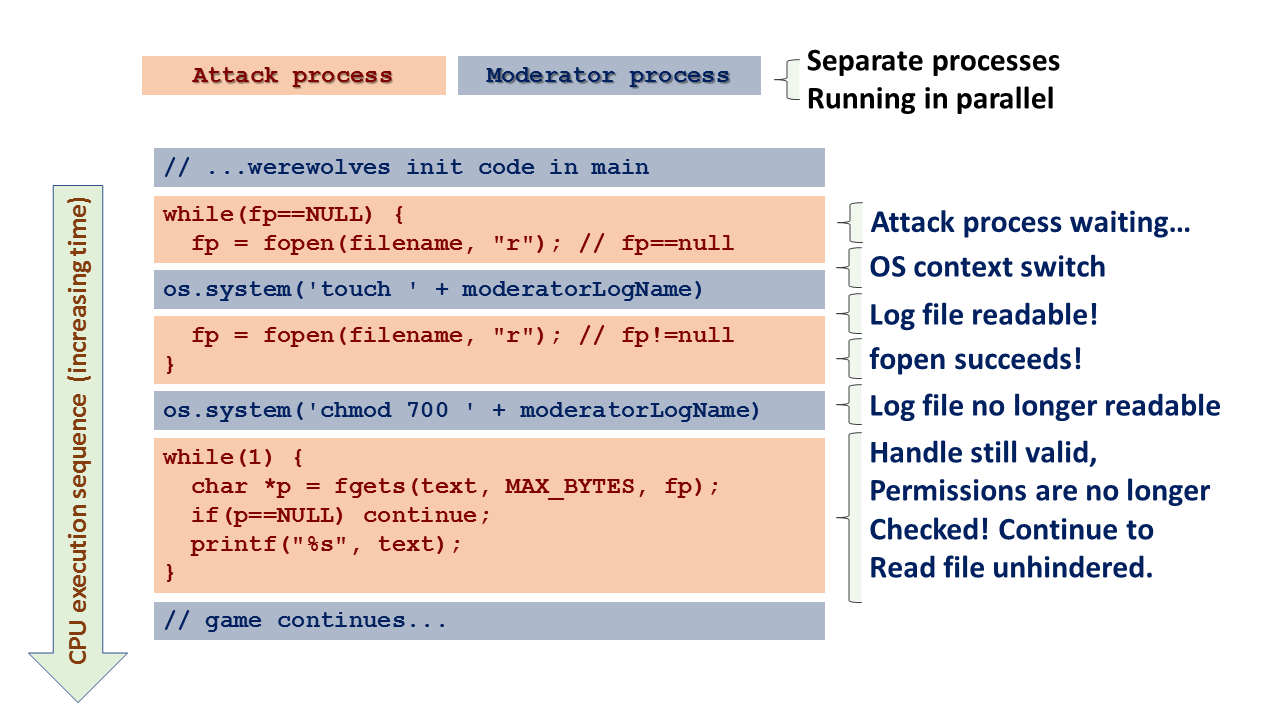 Attack process
Moderator process
Separate processes
Running in parallel
CPU execution sequence (increasing time)
// ...werewolves init code in main
while(fp==NULL) {
  fp = fopen(filename, "r"); // fp==null
Attack process waiting…
OS context switch
os.system('touch ' + moderatorLogName)
Log file readable!
  fp = fopen(filename, "r"); // fp!=null
}
fopen succeeds!
os.system('chmod 700 ' + moderatorLogName)
Log file no longer readable
while(1) {
  char *p = fgets(text, MAX_BYTES, fp);
  if(p==NULL) continue;
  printf("%s", text);
}
Handle still valid,
Permissions are no longer
Checked! Continue to
Read file unhindered.
// game continues...